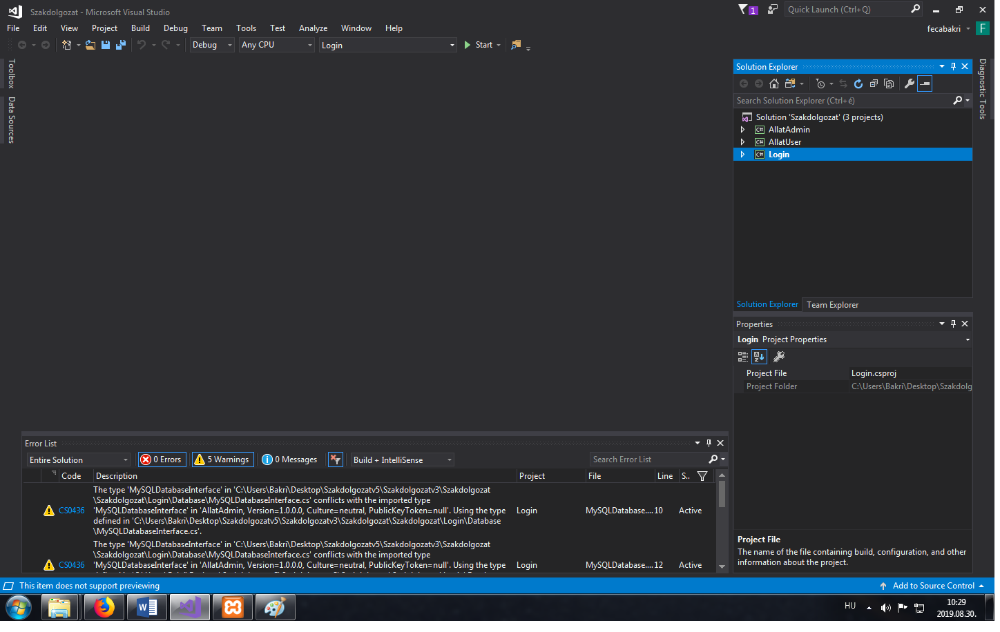 Szakdolgozat - Microsoft Visual Studio
1
Quick Launch (Ctrl+Q)
File Edit View Project Build Debug Team Tools Test Analyze Window Help
fecabakri F
Debug Any CPU Login Start
Toolbox
Data Sources
Solution Explorer
Search Solution Explorer (Ctrl+é)
Solution 'Szakdolgozat' (3 projects)
C# AllatAdmin
C# AllatUser
C# Login
Solution Explorer Team Explorer
Diagnostic Tools
Properties
Login Project Properties
Project File Login.csproj
Project Folder C:\Users\Bakri\Desktop\Szakdolg
Project File
The name of the file containing build, configuration, and other
information about the project.
Error List
Entire Solution 0 Errors 5 Warnings 0 Messages Build + IntelliSense Search Error List
Code Description Project File Line S..
The type 'MySQLDatabaseInterface' in 'C:\Users\Bakri\Desktop\Szakdolgozatv5\Szakdolgozatv3\Szakdolgozat
\Szakdolgozat\Login\Database\MySQLDatabaseInterface.cs' conflicts with the imported type
CS0436 'MySQLDatabaseInterface' in 'AllatAdmin, Version=1.0.0.0, Culture=neutral, PublicKeyToken=null'. Using the type Login MySQLDatabase.... 10 Active
defined in 'C:\Users\Bakri\Desktop\Szakdolgozatv5\Szakdolgozatv3\Szakdolgozat\Szakdolgozat\Login\Database
\MySQLDatabaseInterface.cs'.
The type 'MySQLDatabaseInterface' in 'C:\Users\Bakri\Desktop\Szakdolgozatv5\Szakdolgozatv3\Szakdolgozat
\Szakdolgozat\Login\Database\MySQLDatabaseInterface.cs' conflicts with the imported type
CS0436 'MySQLDatabaseInterface' in 'AllatAdmin, Version=1.0.0.0, Culture=neutral, PublicKeyToken=null'. Using the type Login MySQLDatabase.... 12 Active
This item does not support previewing
Add to Source Control
HU
10:29
2019.08.30.